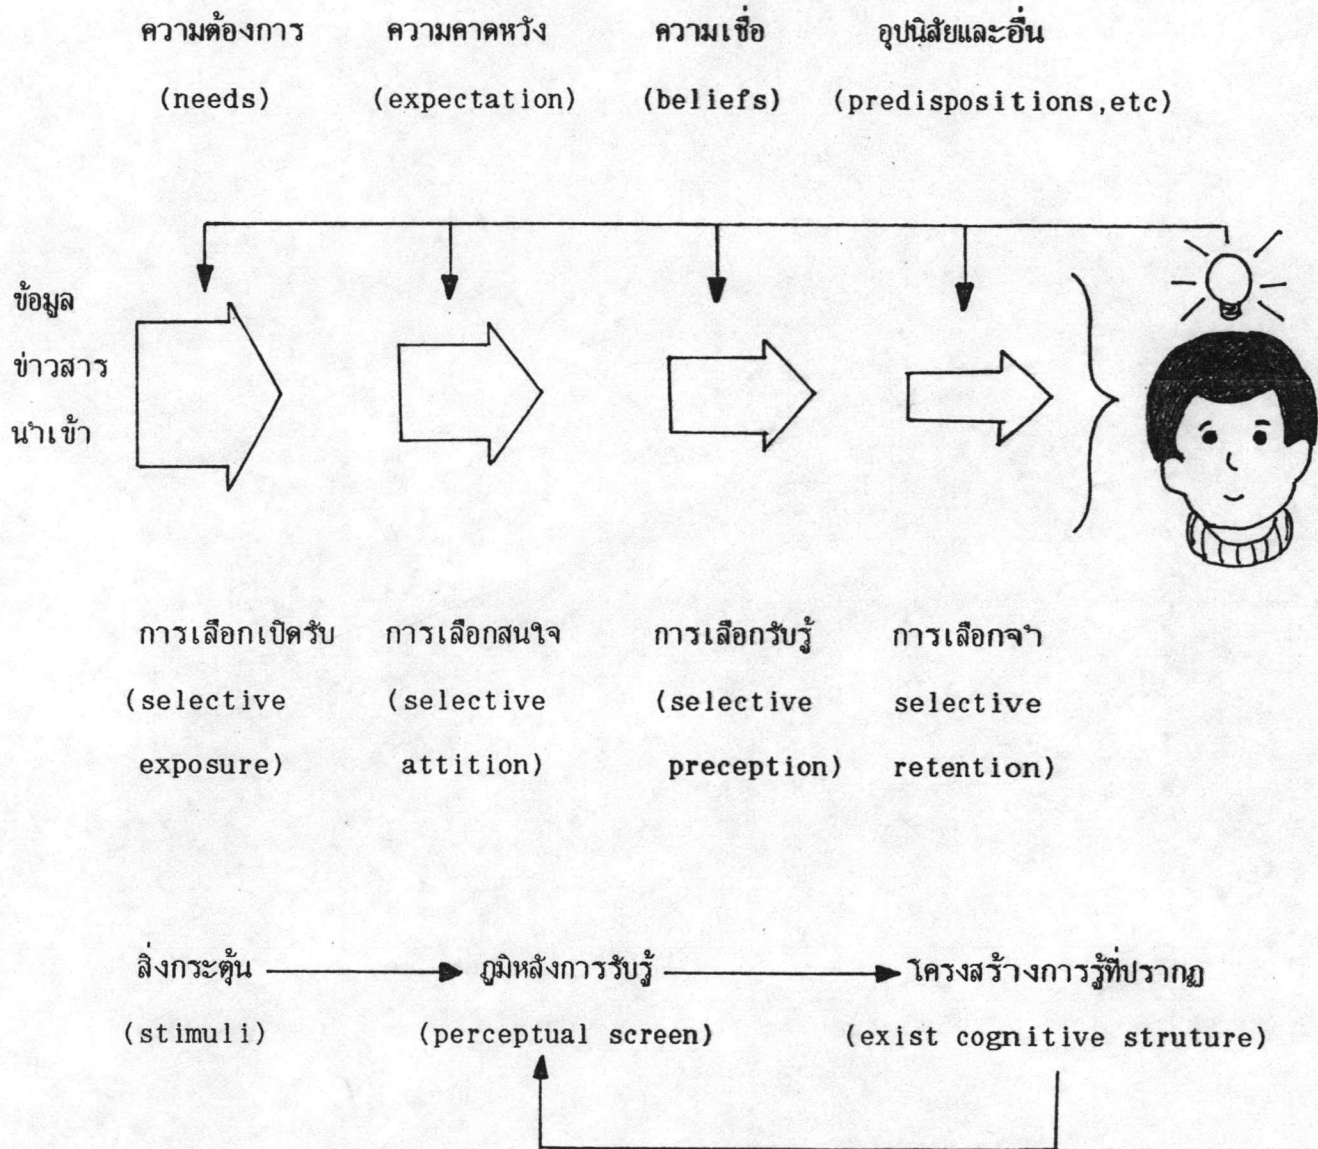 ความต้องการ ความคาดหวัง ความเชื่อ อุปนิสัยและอื่น
(needs) (expectation) (beliefs) (predispositions,etc)
ข้อมูล
ข่าวสาร
นำเข้า
การเลือกเปิดรับ การเลือกสนใจ การเลือกรับรู้ การเลือกจำ
(selective (selective (selective selective
exposure) attition) preception) retention)
สิ่งกระตุ้น ภูมิหลังการรับรู้ โครงสร้างการรู้ที่ปรากฏ
(stimuli) (perceptual screen) (exist cognitive struture)